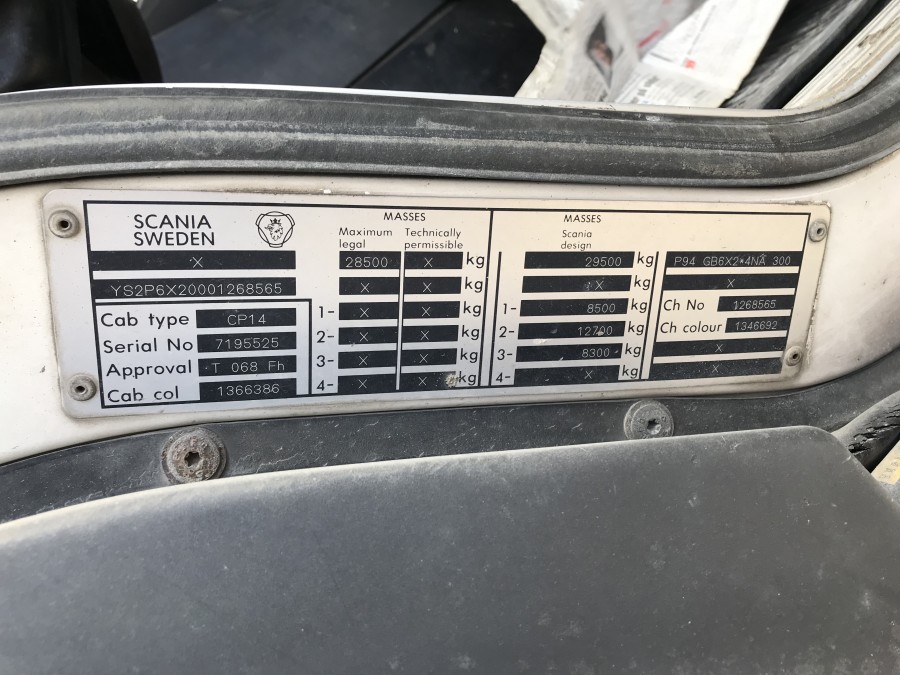 SCANIA
SWEDEN
X
YS2P6X20001268565
Cab type CP14
Serial No 7195525
Approval T 068 Fh
Cab col 1366386
MASSES
Maximum legal Technically permissible
28500 X kg
X X kg
1- X X kg
2- X X kg
3- X X kg
4- X X kg
MASSES
Scania
design
29500 kg
X kg
1- 8500 kg
2- 12700 kg
3- 8300 kg
4- X kg
P94 GB6X2*4NA 300
X
Ch No 1268565
Ch colour 1346692
X
X